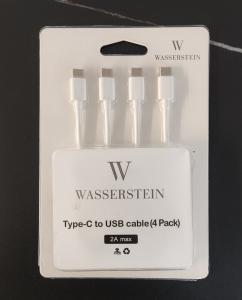 W
WASSERSTEIN
W
WASSERSTEIN
Type-C to USB cable(4 Pack)
2A max